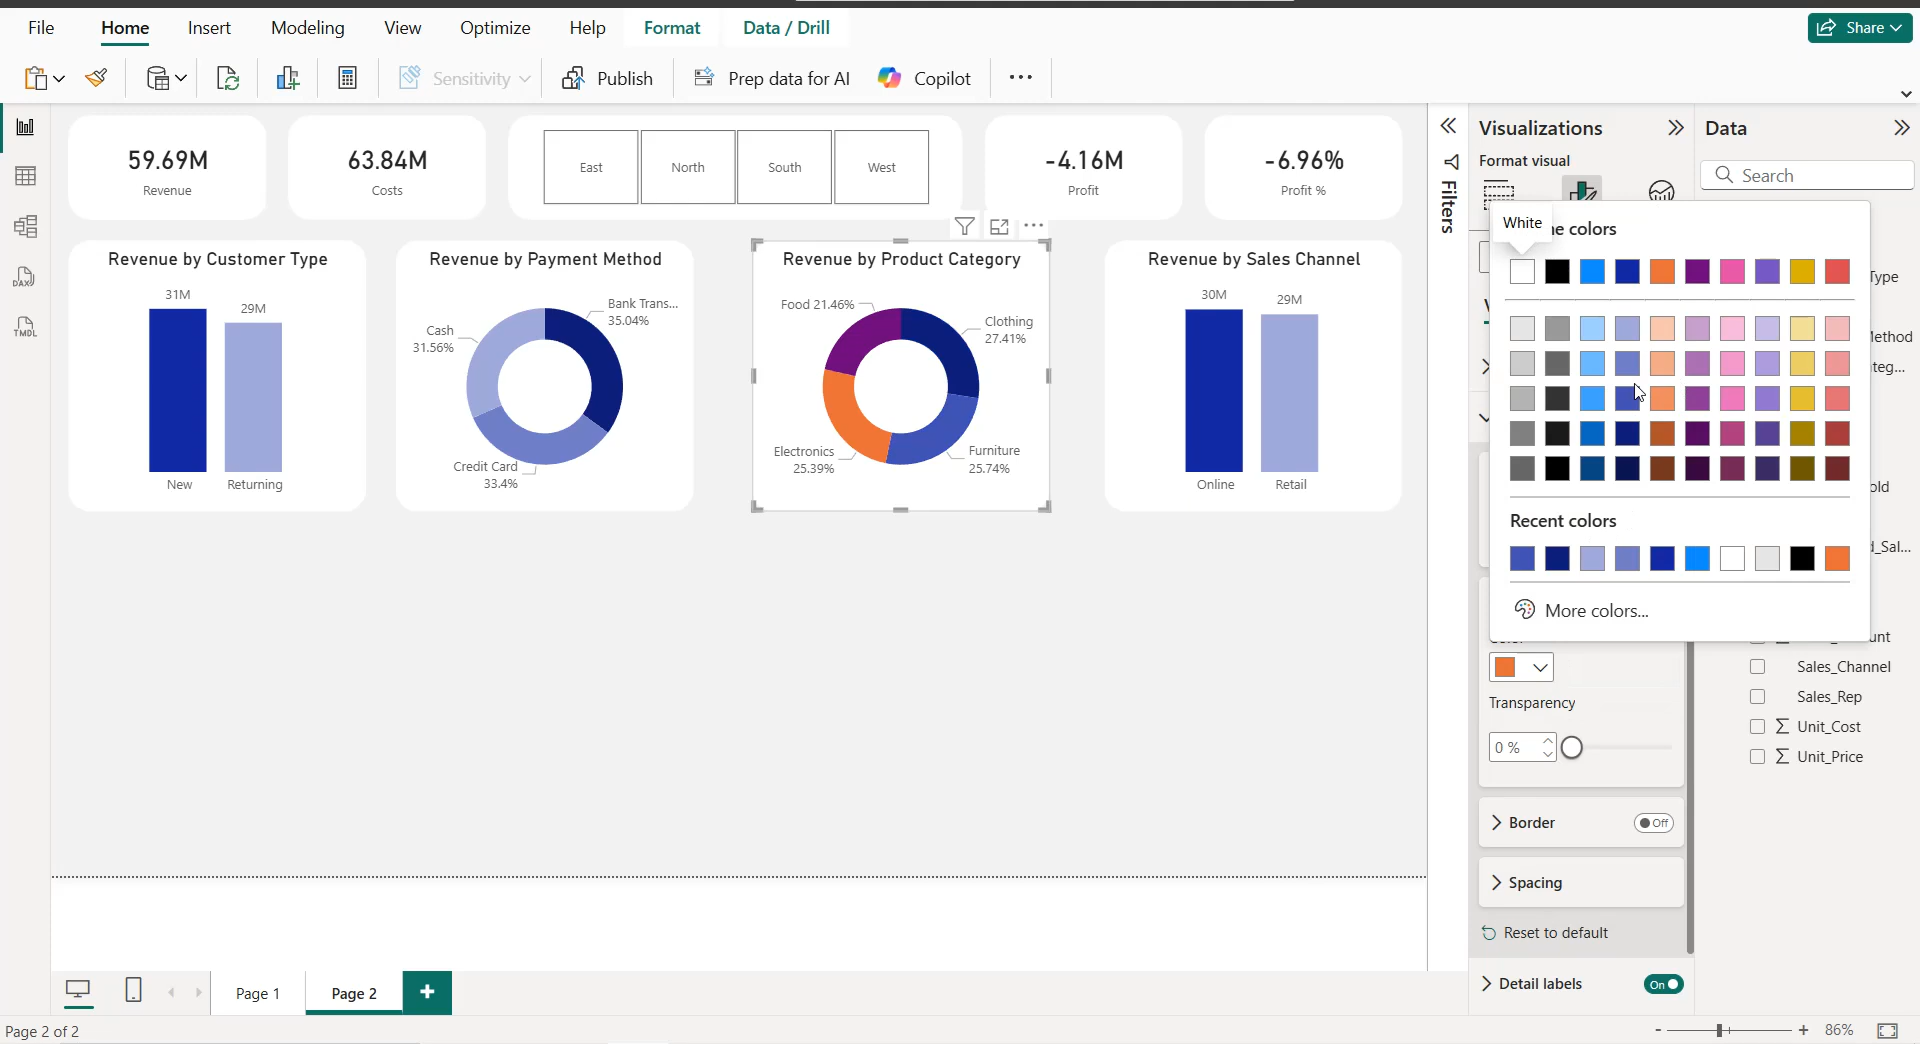 File Home Insert Modeling View Optimize Help Format Data / Drill Share
Sensitivity Publish Prep data for AI Copilot
59.69M
Revenue
63.84M
Costs
East North South West
-4.16M
Profit
-6.96%
Profit %
Filters
Visualizations
Format visual
Data
Search
Revenue by Customer Type
31M
29M
New Returning
Revenue by Payment Method
Bank Trans...
35.04%
Cash
31.56%
Credit Card
33.4%
Revenue by Product Category
Food 21.46%
Clothing
27.41%
Electronics
25.39%
Furniture
25.74%
Revenue by Sales Channel
30M
29M
Online Retail
White
ne colors
Recent colors
More colors...
Transparency
0 %
Border Off
Spacing
Reset to default
Detail labels On
Type
Method
teg...
old
d_Sal...
unt
Sales_Channel
Sales_Rep
Unit_Cost
Unit_Price
DAX
TMDL
Page 1 Page 2 +
Page 2 of 2
- + 86%